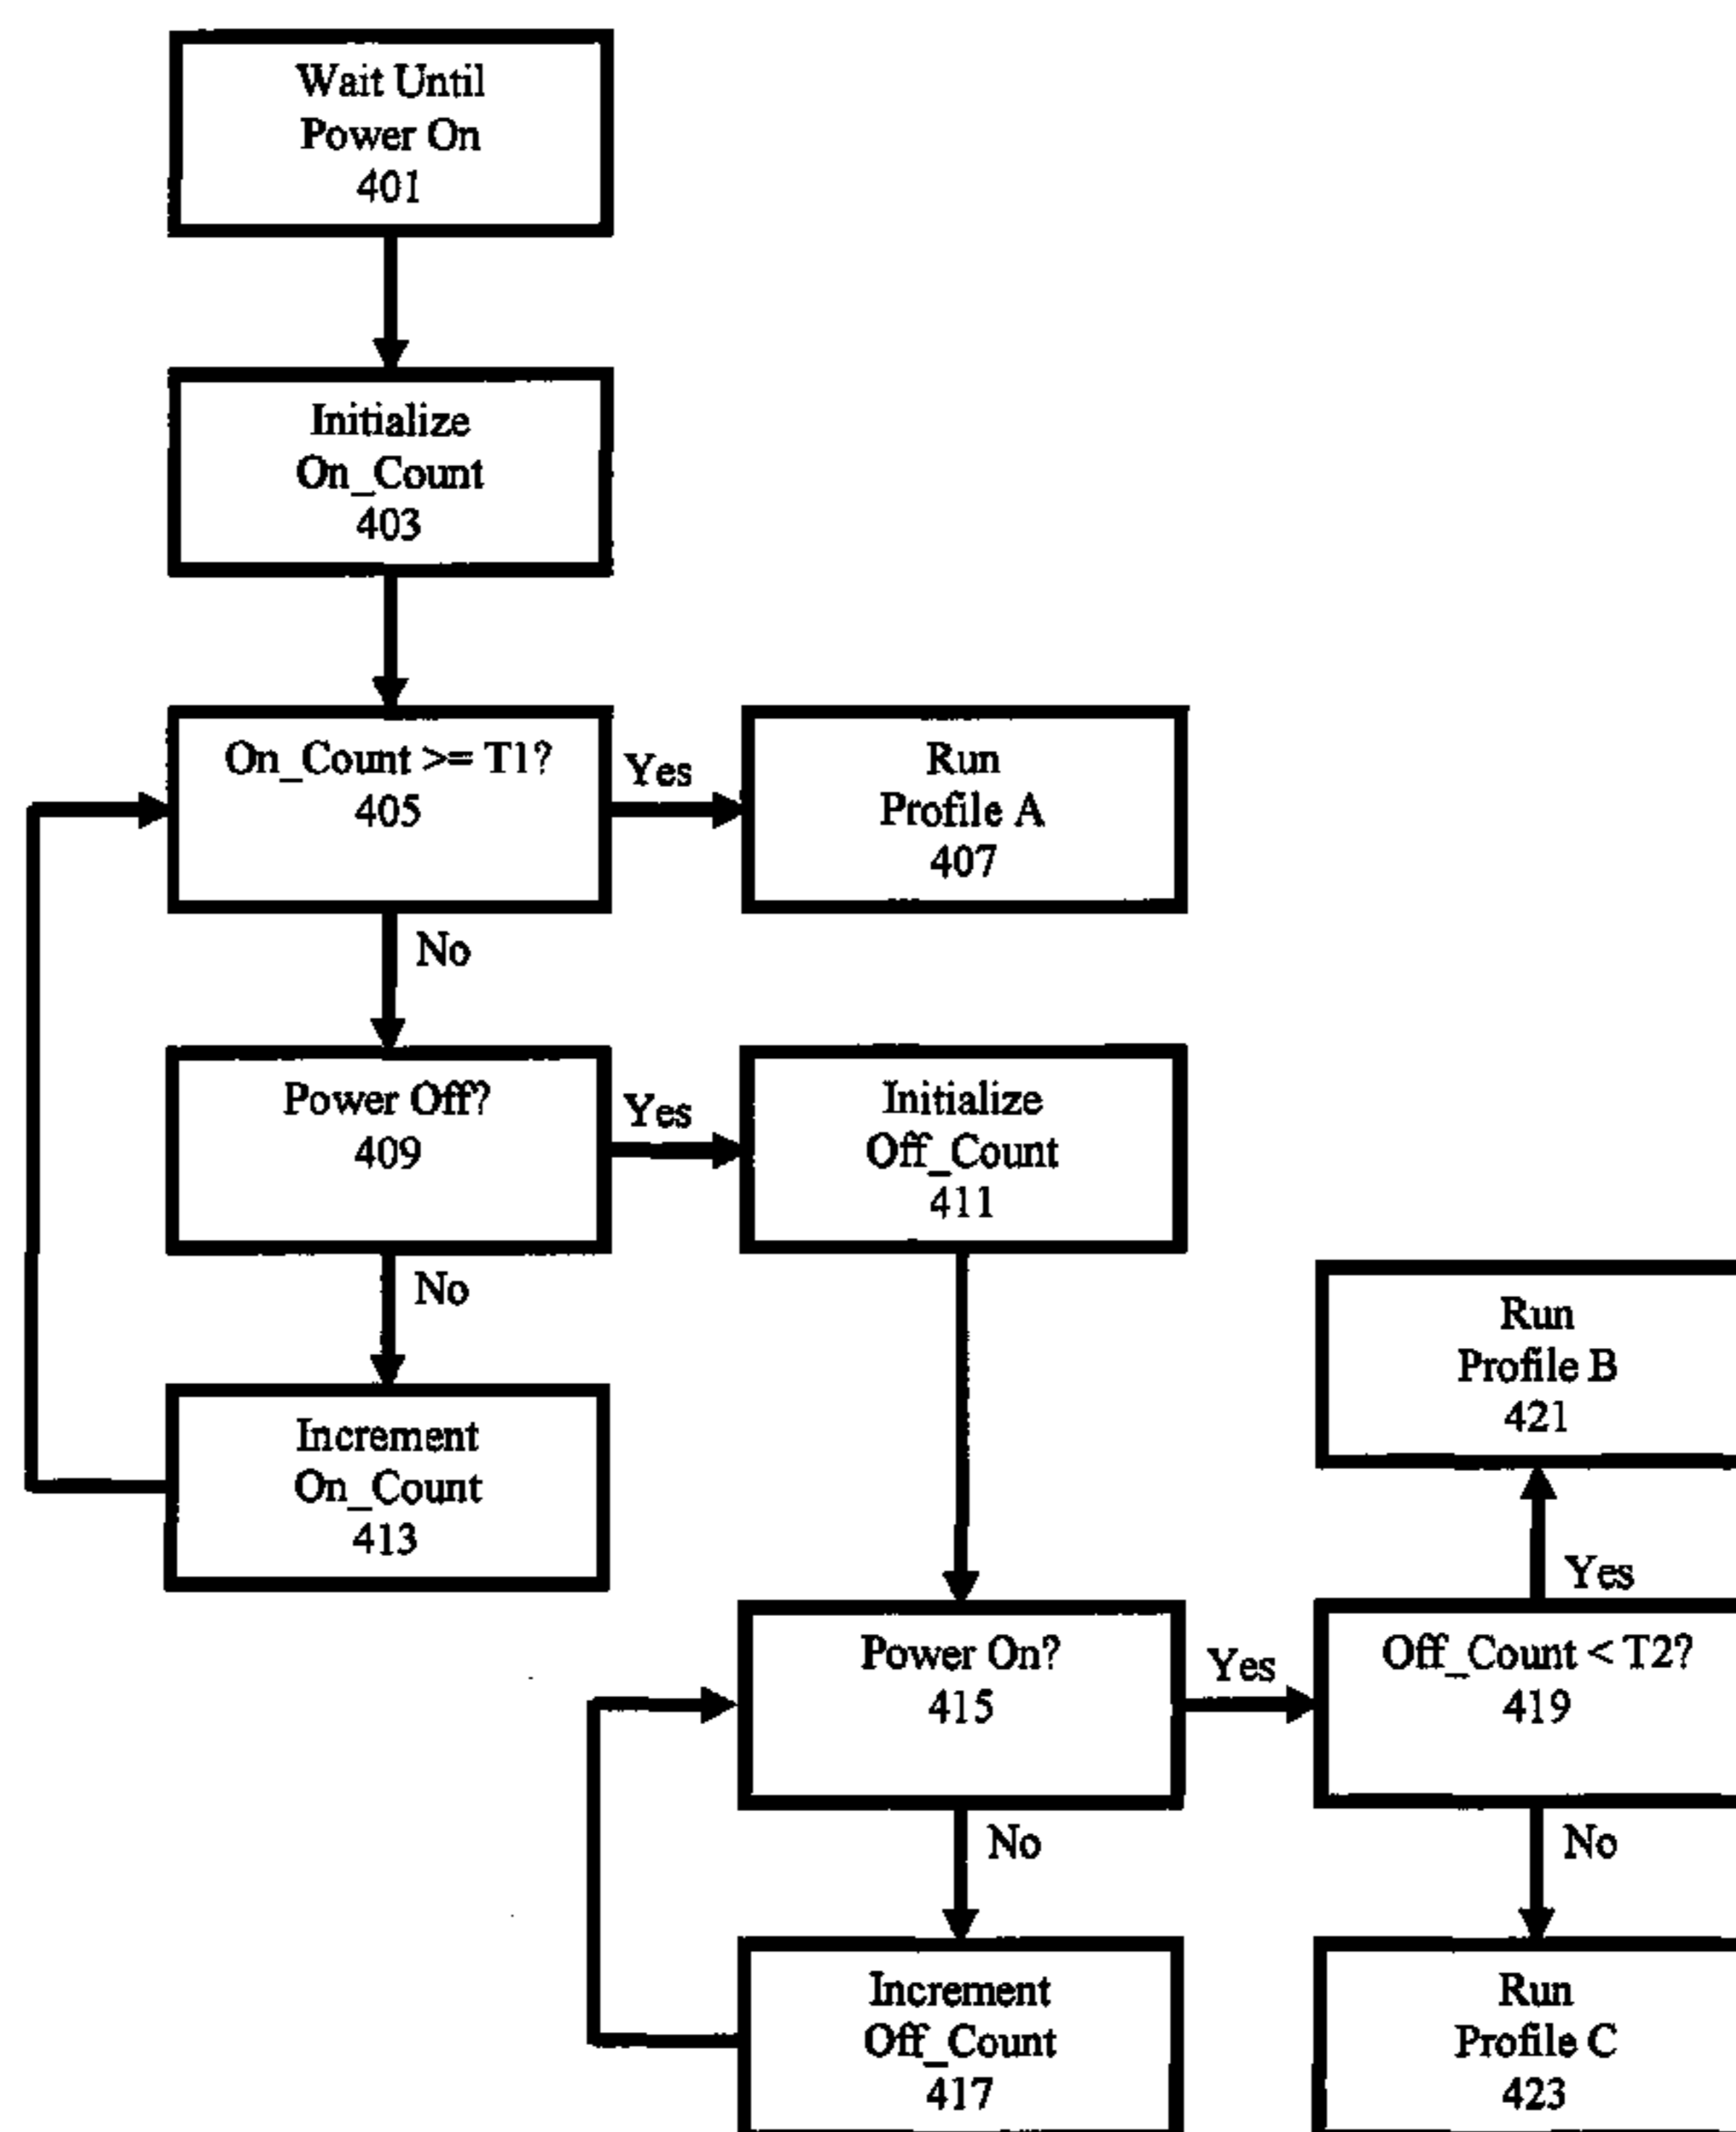 Wait Until
Power On
401
Initialize
On_Count
403
On_Count >= T1?
405
Yes
Run
Profile A
407
No
Power Off?
409
Yes
Initialize
Off_Count
411
No
Increment
On_Count
413
Run
Profile B
421
Yes
Power On?
415
Yes
Off_Count < T2?
419
No
No
Increment
Off_Count
417
Run
Profile C
423